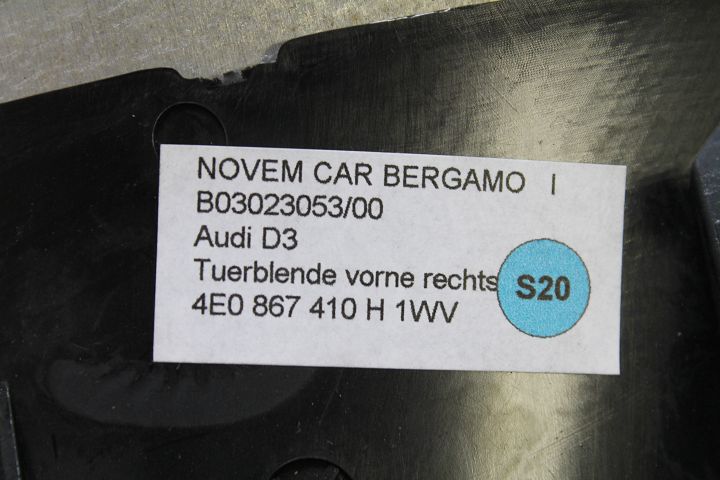 NOVEM CAR BERGAMO I
B03023053/00
Audi D3
Tuerblende vorne rechts
4E0 867 410 H 1WV
S20